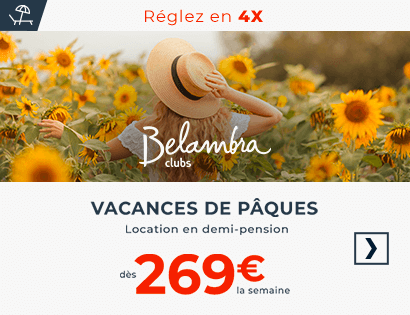 Réglez en 4X
Belambra
clubs
VACANCES DE PÂQUES
Location en demi-pension
dès 269€
la semaine